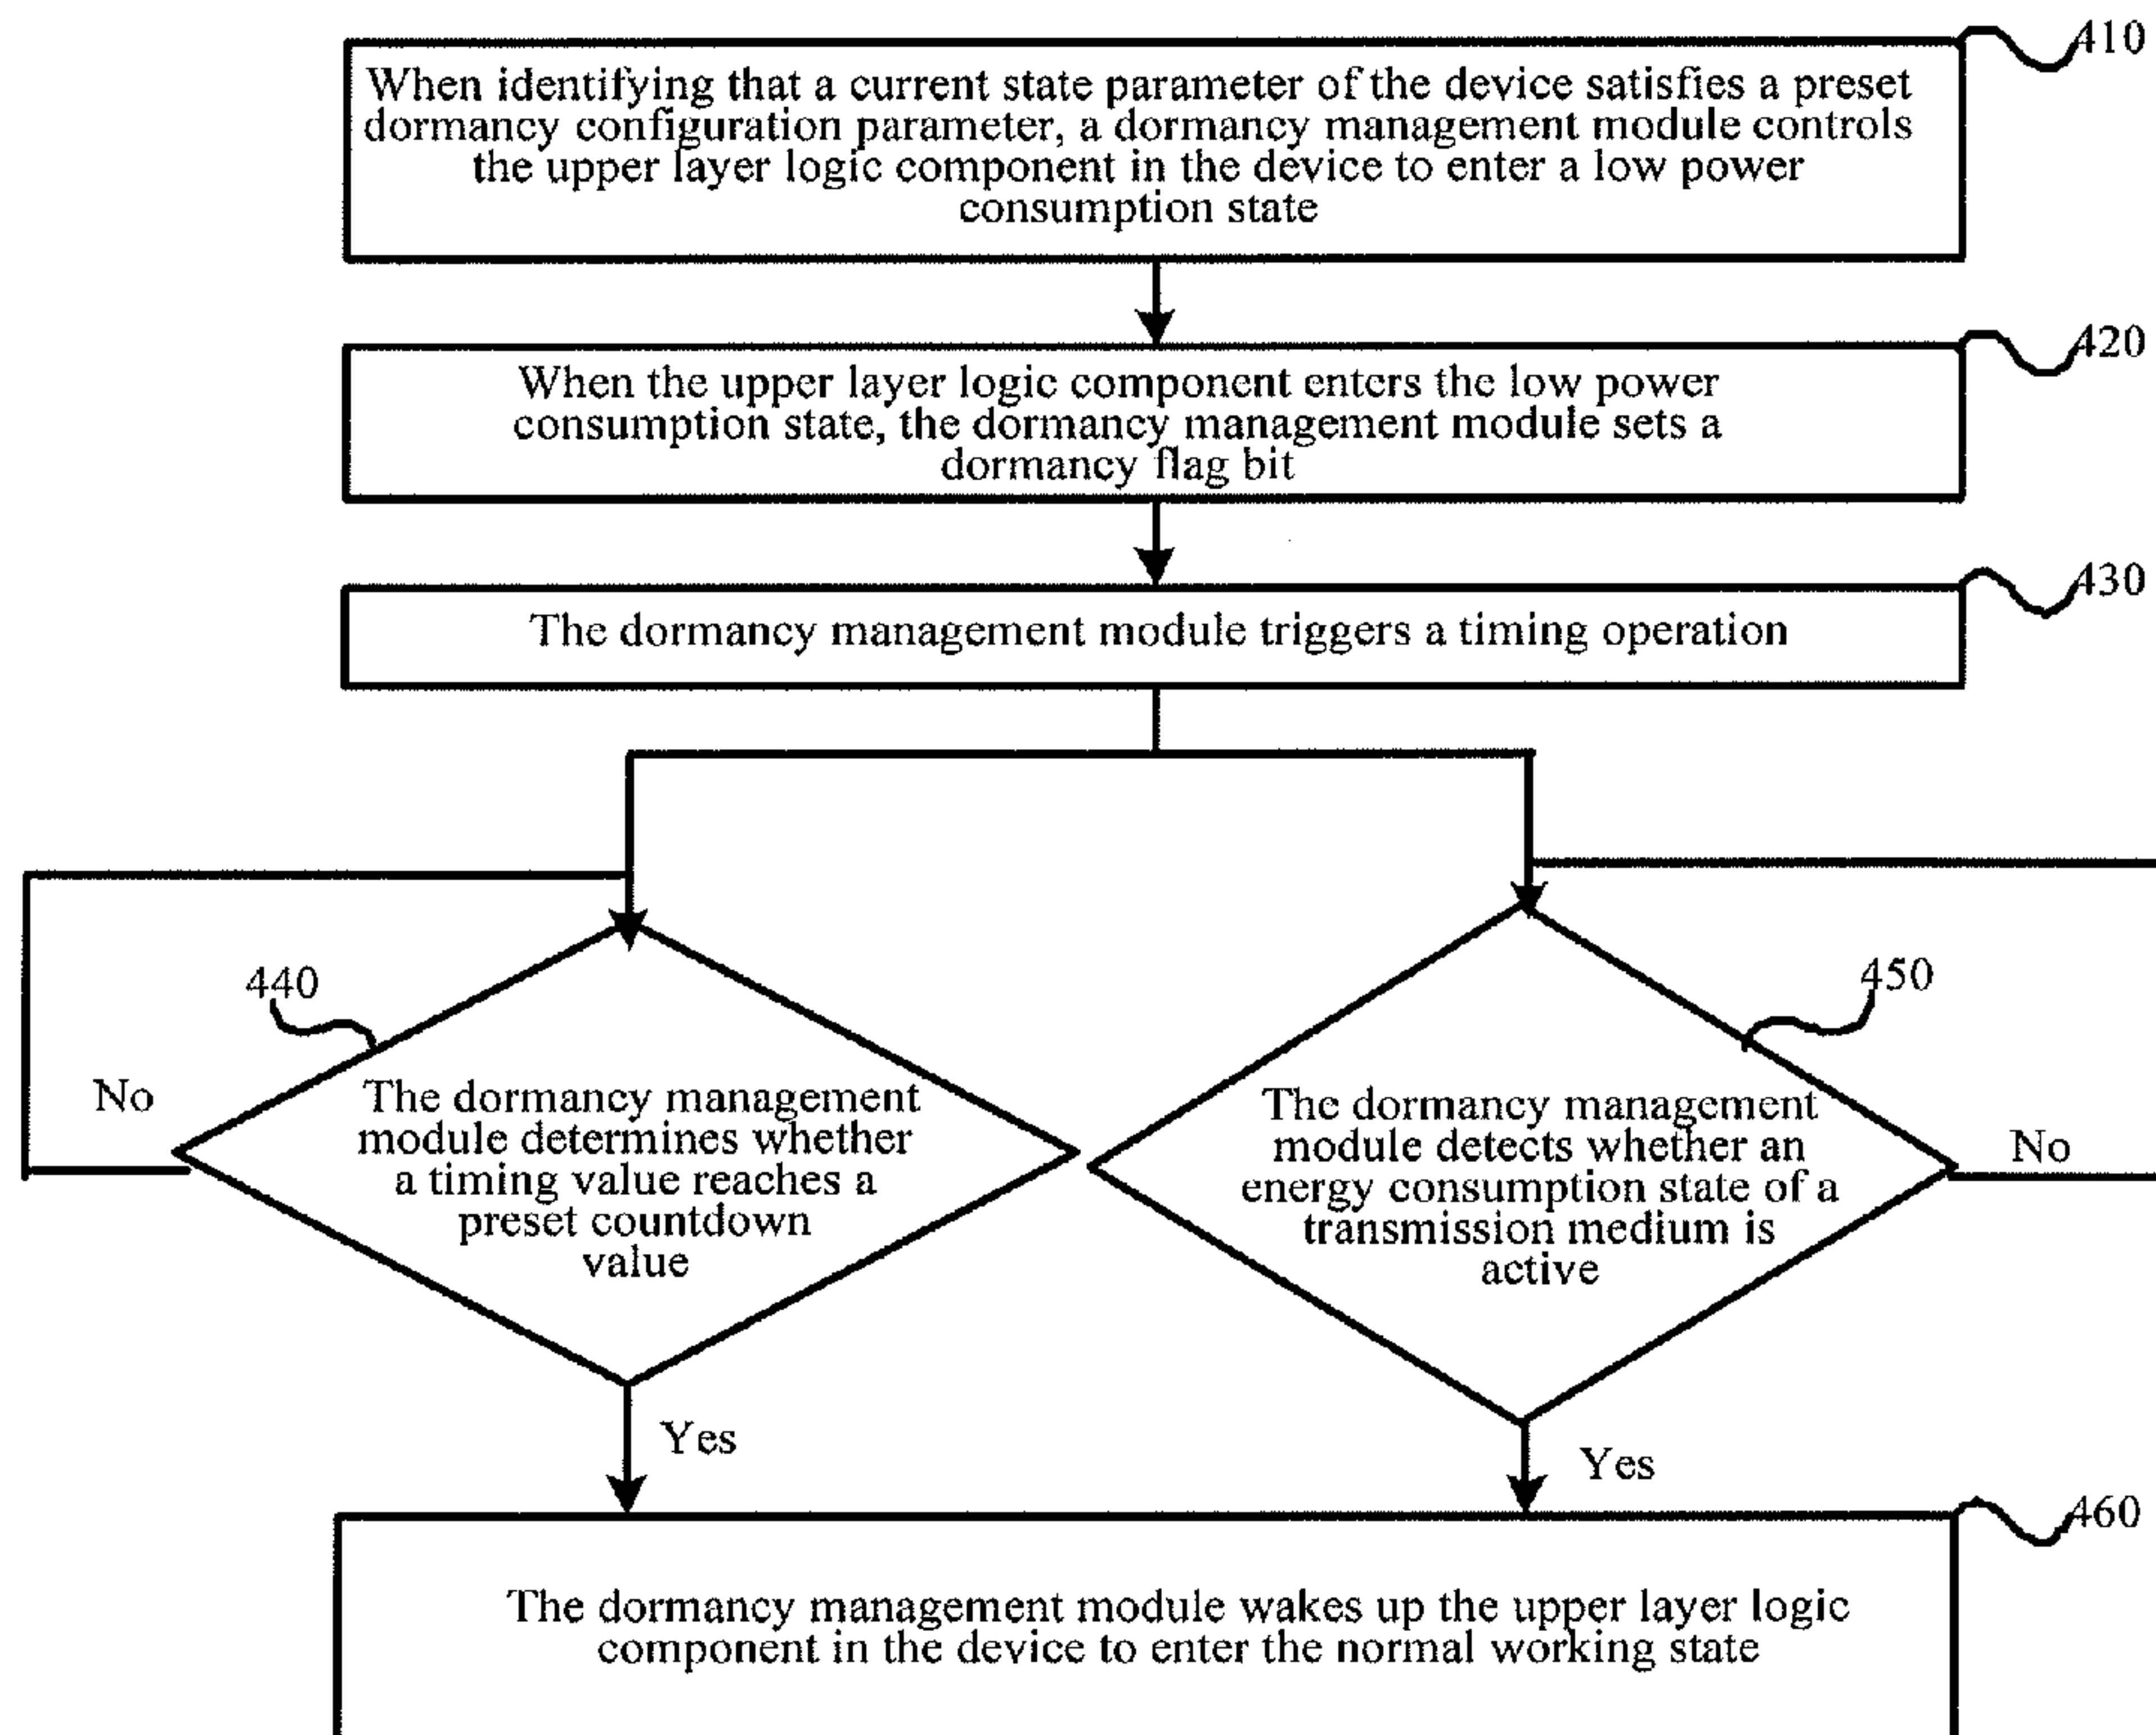 410
When identifying that a current state parameter of the device satisfies a preset
dormancy configuration parameter, a dormancy management module controls
the upper layer logic component in the device to enter a low power
consumption state
420
When the upper layer logic component enters the low power
consumption state, the dormancy management module sets a
dormancy flag bit
430
The dormancy management module triggers a timing operation
440
No
The dormancy management
module determines whether
a timing value reaches a
preset countdown
value
Yes
450
The dormancy management
module detects whether an
energy consumption state of a
transmission medium is
active
No
Yes
460
The dormancy management module wakes up the upper layer logic
component in the device to enter the normal working state